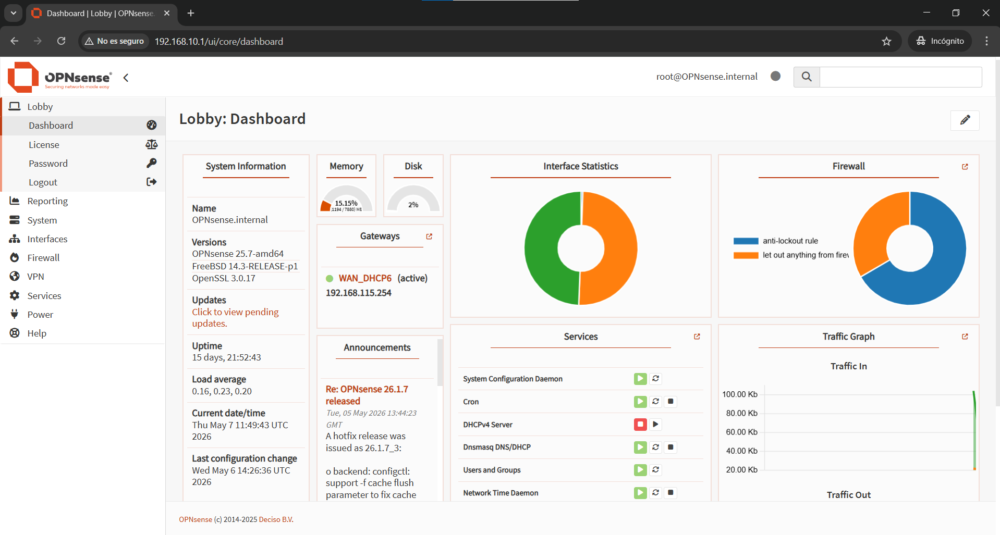 Dashboard | Lobby | OPNsense.
No es seguro
192.168.10.1/ui/core/dashboard
Incógnito
OPNsense®
Securing networks made easy
root@OPNsense.internal
Lobby
Dashboard
License
Password
Logout
Reporting
System
Interfaces
Firewall
VPN
Services
Power
Help
Lobby: Dashboard
System Information
Name
OPNsense.internal
Versions
OPNsense 25.7-amd64
FreeBSD 14.3-RELEASE-p1
OpenSSL 3.0.17
Updates
Click to view pending
updates.
Uptime
15 days, 21:52:43
Load average
0.16, 0.23, 0.20
Current date/time
Thu May 7 11:49:43 UTC
2026
Last configuration change
Wed May 6 14:26:36 UTC
2026
Memory
15.15%
(1194 / 7880) ME
Disk
2%
Gateways
WAN_DHCP6 (active)
192.168.115.254
Announcements
Re: OPNsense 26.1.7
released
Tue, 05 May 2026 13:44:23
GMT
A hotfix release was
issued as 26.1.7_3:
o backend: configctl:
support -f cache flush
parameter to fix cache
Interface Statistics
Firewall
anti-lockout rule
let out anything from
Services
System Configuration Daemon
Cron
DHCPv4 Server
Dnsmasq DNS/DHCP
Users and Groups
Network Time Daemon
Traffic Graph
Traffic In
100.00 Kb
80.00 Kb
60.00 Kb
40.00 Kb
20.00 Kb
Traffic Out
OPNsense (c) 2014-2025 Deciso B.V.